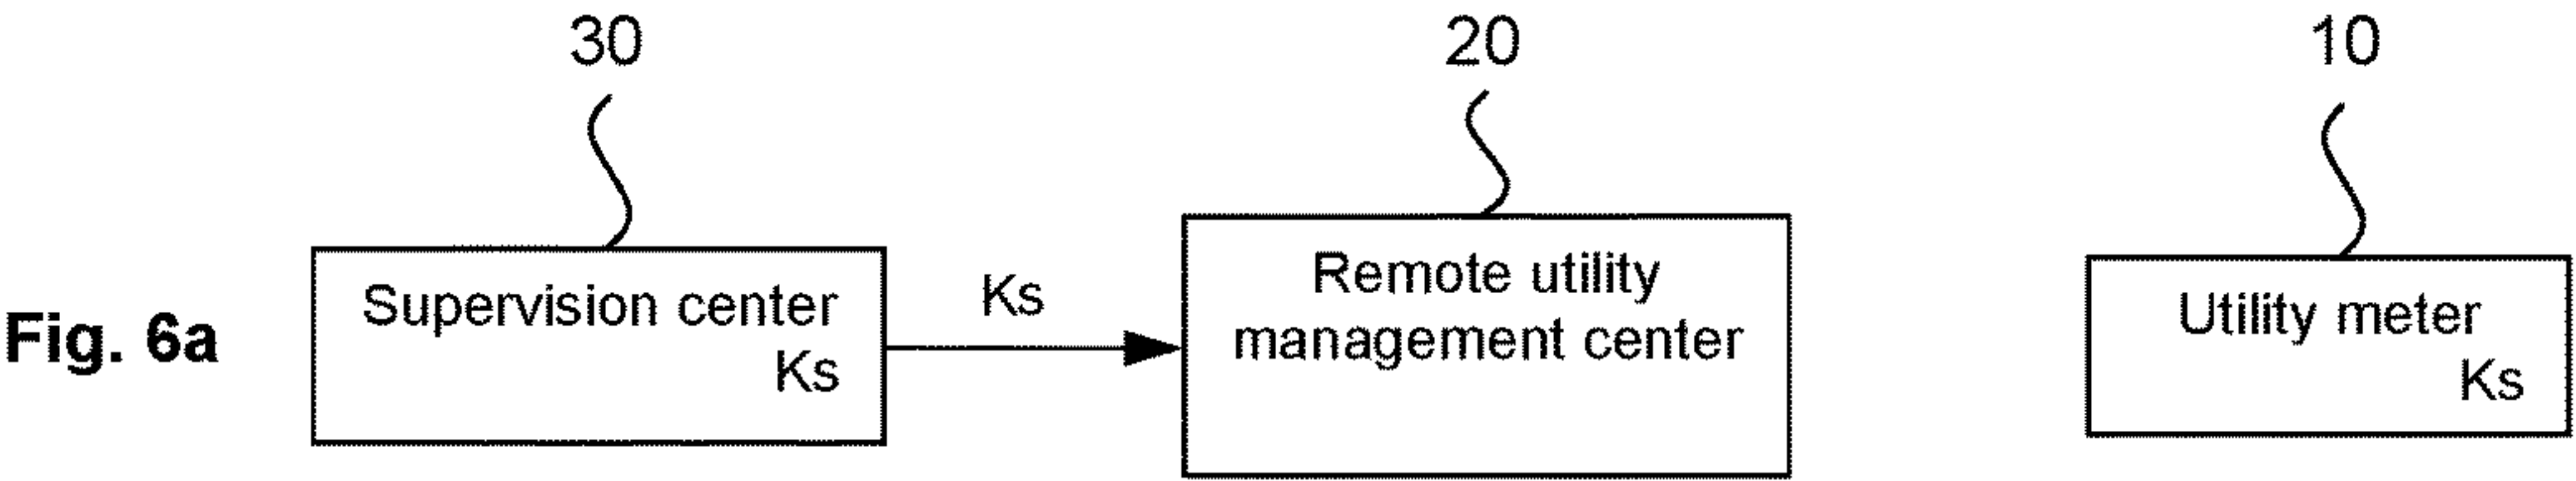 30
20
10
Fig. 6a
Supervision center
Ks
Ks
Remote utility
management center
Utility meter
Ks